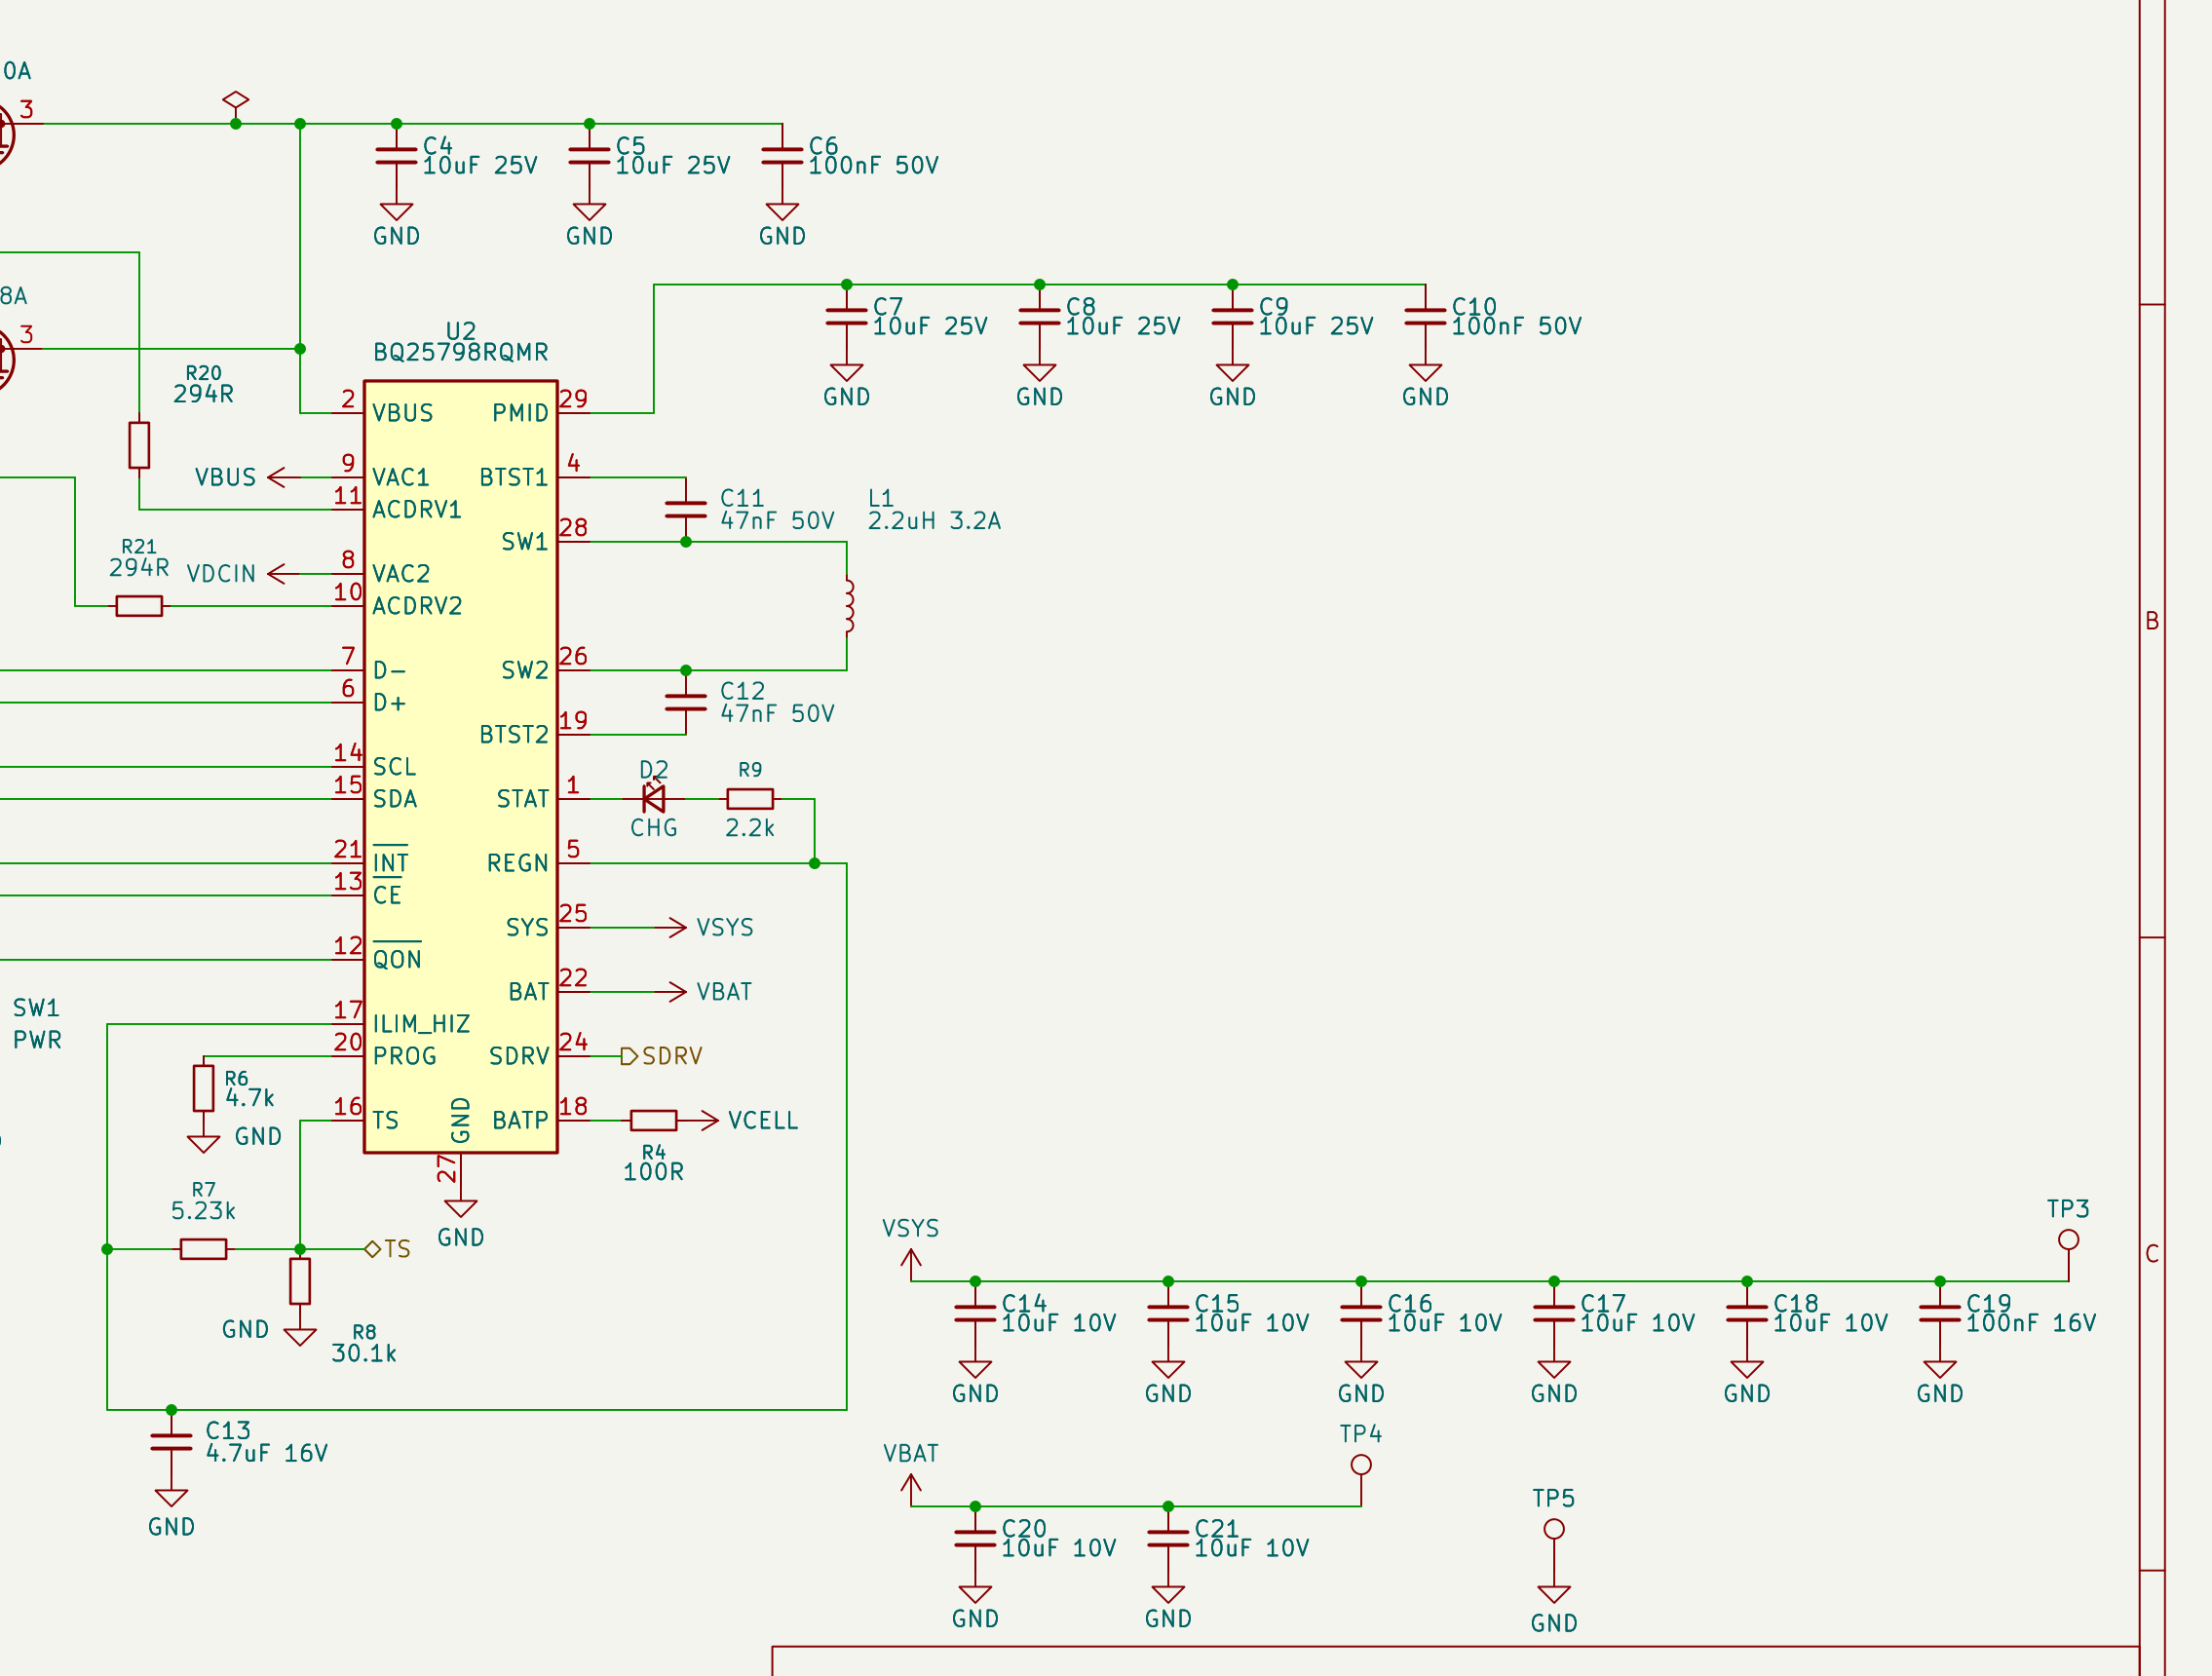 0A
3
C4
10uF 25V
GND
C5
10uF 25V
GND
C6
100nF 50V
GND
8A
3
C7
10uF 25V
GND
C8
10uF 25V
GND
C9
10uF 25V
GND
C10
100nF 50V
GND
R20
294R
U2
BQ25798RQMR
2 VBUS
VBUS 9 VAC1
11 ACDRV1
R21
294R
VDCIN 8 VAC2
10 ACDRV2
7 D-
6 D+
14 SCL
15 SDA
21 INT
13 CE
12 QON
17 ILIM_HIZ
20 PROG
16 TS
PMID 29
BTST1 4
SW1 28
SW2 26
BTST2 19
STAT 1
REGN 5
SYS 25 VSYS
BAT 22 VBAT
SDRV 24 SDRV
BATP 18 VCELL
GND
27
GND
C11
47nF 50V
L1
2.2uH 3.2A
C12
47nF 50V
D2
CHG
R9
2.2k
R4
100R
SW1
PWR
R6
4.7k
GND
R7
5.23k
TS
GND
R8
30.1k
C13
4.7uF 16V
GND
VSYS
TP3
C14
10uF 10V
GND
C15
10uF 10V
GND
C16
10uF 10V
GND
C17
10uF 10V
GND
C18
10uF 10V
GND
C19
100nF 16V
GND
VBAT
TP4
C20
10uF 10V
GND
C21
10uF 10V
GND
TP5
GND
B
C